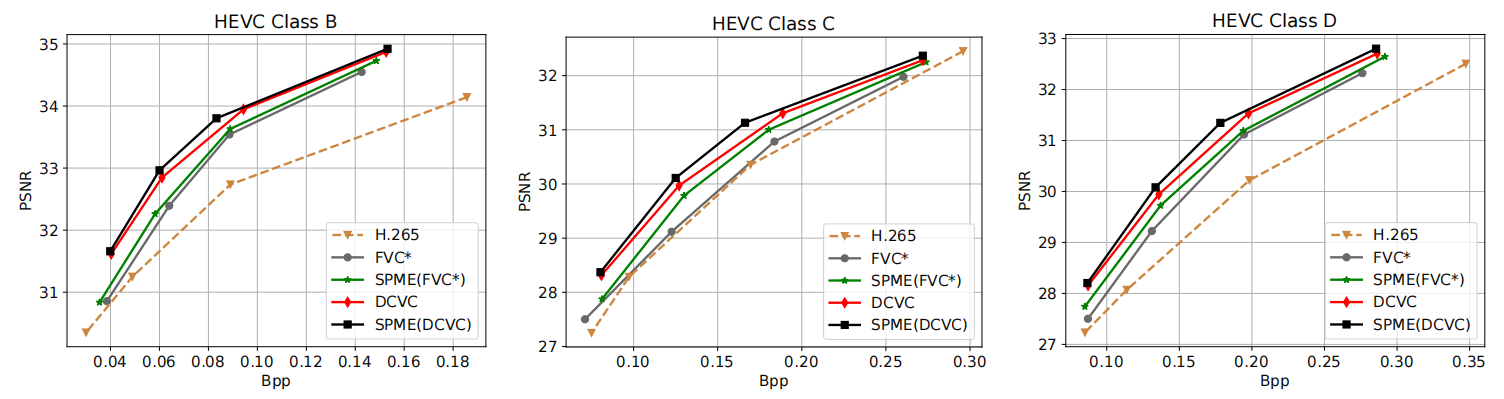 HEVC Class B
PSNR
35
34
33
32
31
0.04 0.06 0.08 0.10 0.12 0.14 0.16 0.18
Bpp
H.265
FVC*
SPME(FVC*)
DCVC
SPME(DCVC)
HEVC Class C
PSNR
32
31
30
29
28
27
0.10 0.15 0.20 0.25 0.30
Bpp
H.265
FVC*
SPME(FVC*)
DCVC
SPME(DCVC)
HEVC Class D
PSNR
33
32
31
30
29
28
27
0.10 0.15 0.20 0.25 0.30 0.35
Bpp
H.265
FVC*
SPME(FVC*)
DCVC
SPME(DCVC)